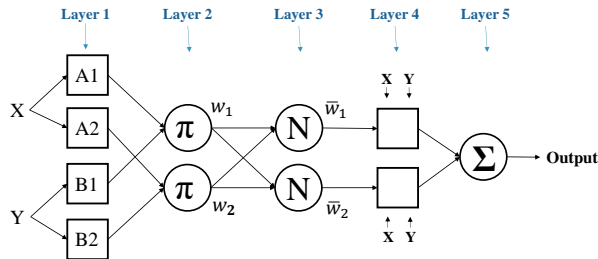 Layer 1 Layer 2 Layer 3 Layer 4 Layer 5
A1
X Y
X
w₁
w̅₁
π
N
A2
Σ
Output
B1
π
N
Y
w₂
w̅₂
B2
X Y